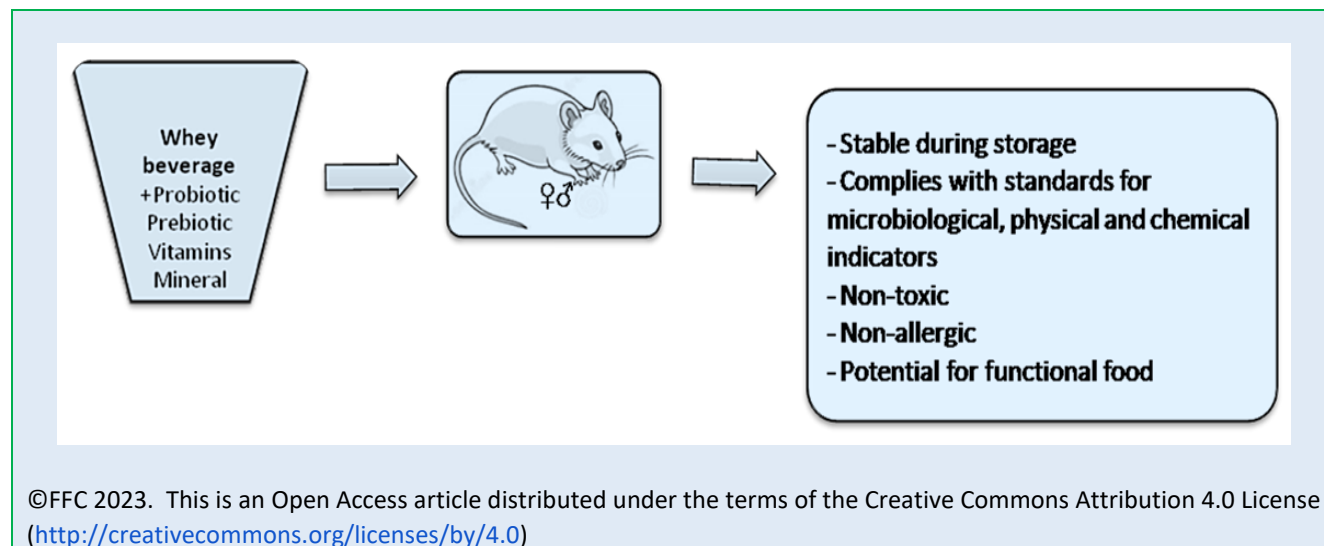 Whey
beverage
+Probiotic
Prebiotic
Vitamins
Mineral
♀♂
-Stable during storage
-Complies with standards for
microbiological, physical and chemical
indicators
-Non-toxic
-Non-allergic
-Potential for functional food
©FFC 2023. This is an Open Access article distributed under the terms of the Creative Commons Attribution 4.0 License
(http://creativecommons.org/licenses/by/4.0)